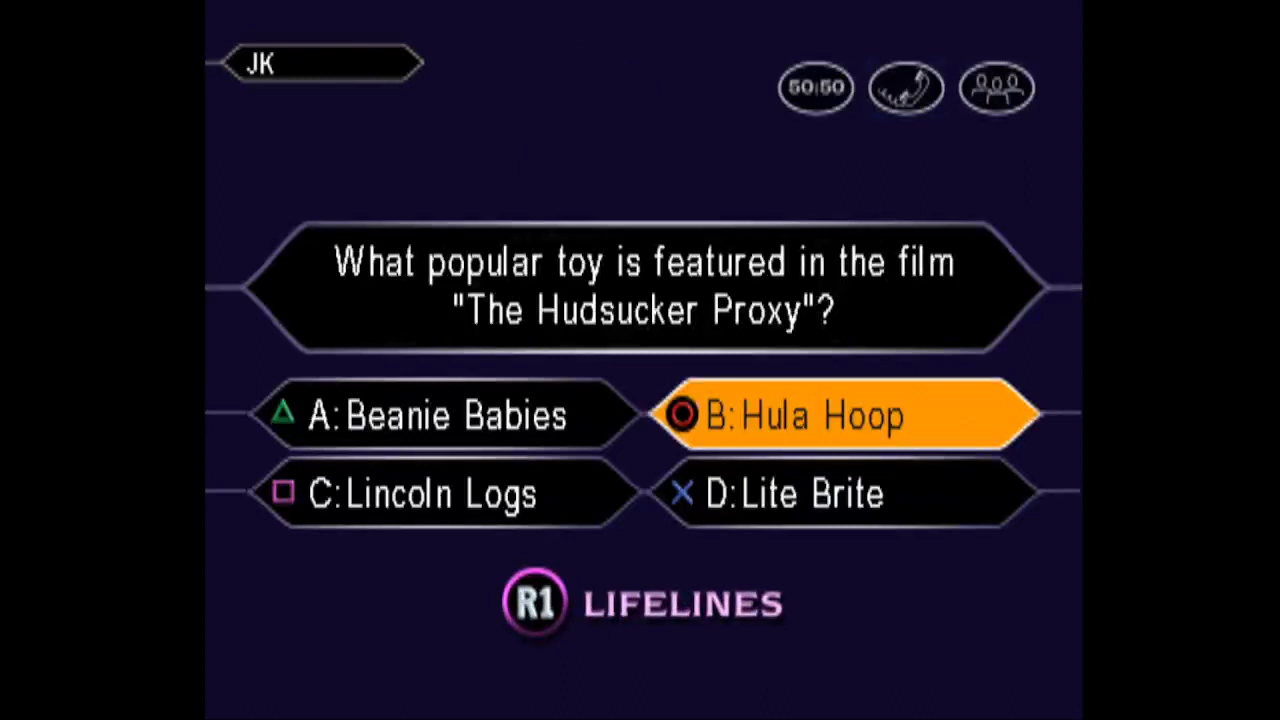 JK
50:50
What popular toy is featured in the film
"The Hudsucker Proxy"?
A: Beanie Babies
B: Hula Hoop
C: Lincoln Logs
D: Lite Brite
R1 LIFELINES